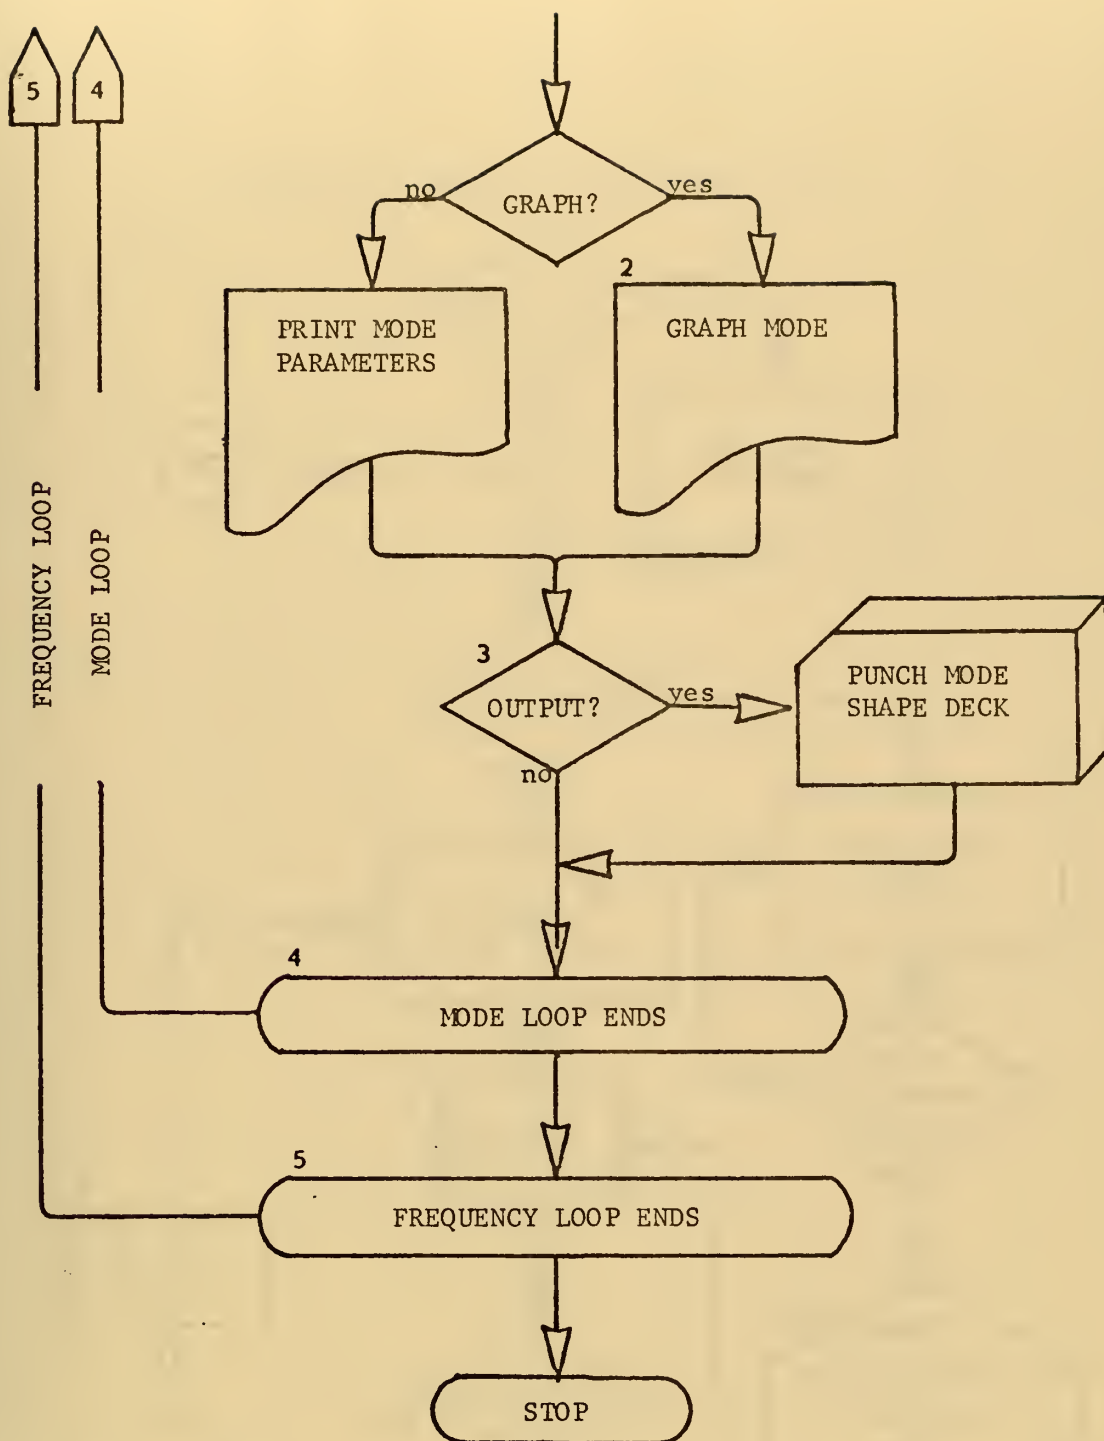 5 4
GRAPH?
no
yes
2
PRINT MODE
PARAMETERS
GRAPH MODE
FREQUENCY LOOP
MODE LOOP
3
OUTPUT?
yes
no
PUNCH MODE
SHAPE DECK
4
MODE LOOP ENDS
5
FREQUENCY LOOP ENDS
STOP